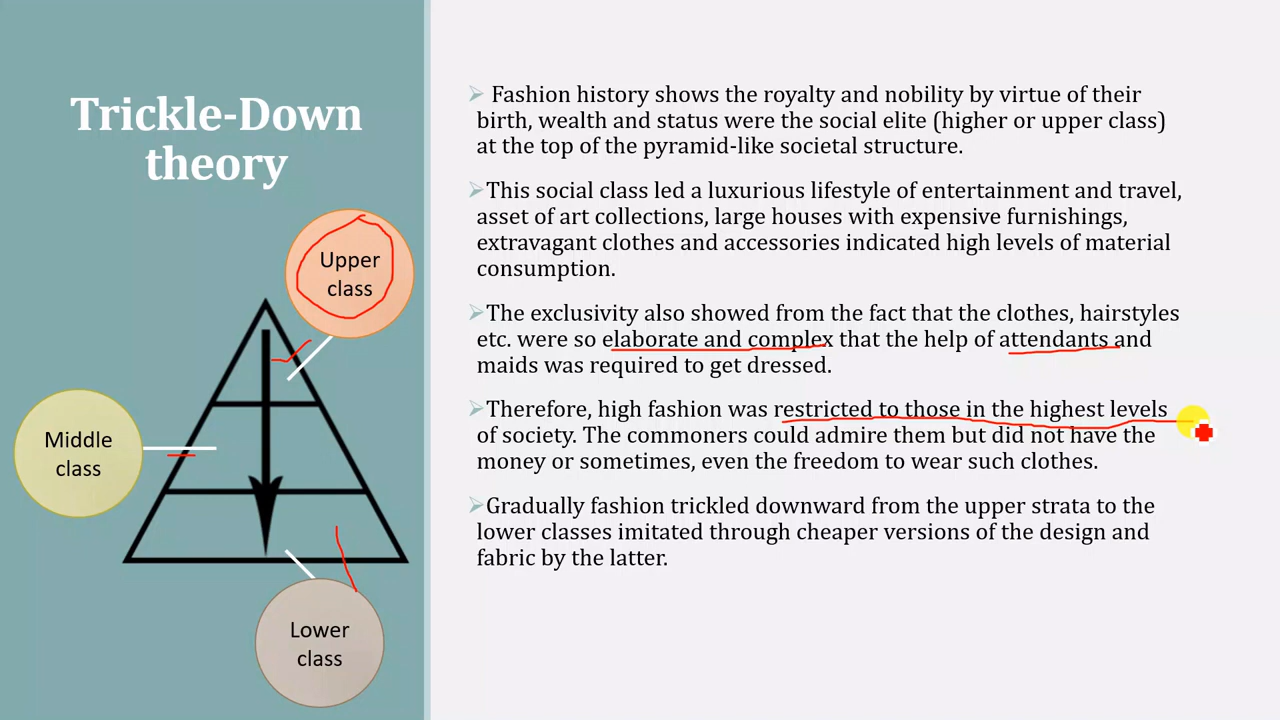 Trickle-Down
theory
Upper
class
Middle
class
Lower
class
Fashion history shows the royalty and nobility by virtue of their
birth, wealth and status were the social elite (higher or upper class)
at the top of the pyramid-like societal structure.
This social class led a luxurious lifestyle of entertainment and travel,
asset of art collections, large houses with expensive furnishings,
extravagant clothes and accessories indicated high levels of material
consumption.
The exclusivity also showed from the fact that the clothes, hairstyles
etc. were so elaborate and complex that the help of attendants and
maids was required to get dressed.
Therefore, high fashion was restricted to those in the highest levels
of society. The commoners could admire them but did not have the
money or sometimes, even the freedom to wear such clothes.
Gradually fashion trickled downward from the upper strata to the
lower classes imitated through cheaper versions of the design and
fabric by the latter.